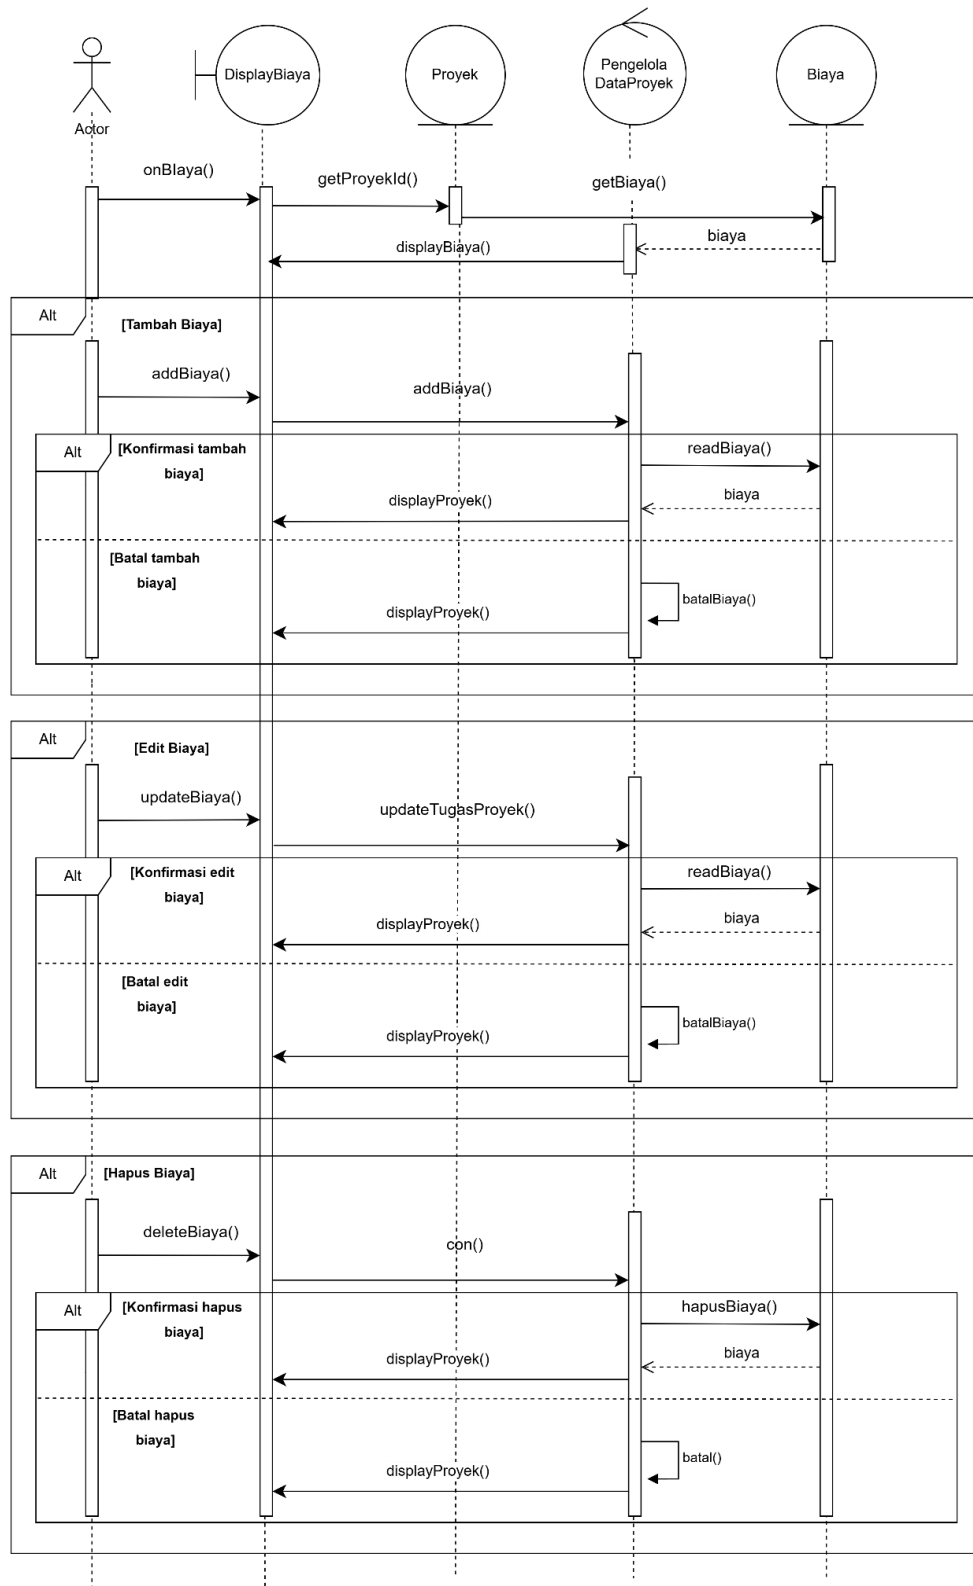 DisplayBiaya
Proyek
Pengelola
DataProyek
Biaya
Actor
onBIaya()
getProyekId()
getBiaya()
biaya
displayBiaya()
Alt
[Tambah Biaya]
addBiaya()
addBiaya()
Alt
[Konfirmasi tambah
biaya]
readBiaya()
biaya
displayProyek()
[Batal tambah
biaya]
batalBiaya()
displayProyek()
Alt
[Edit Biaya]
updateBiaya()
updateTugasProyek()
Alt
[Konfirmasi edit
biaya]
readBiaya()
biaya
displayProyek()
[Batal edit
biaya]
batalBiaya()
displayProyek()
Alt
[Hapus Biaya]
deleteBiaya()
con()
Alt
[Konfirmasi hapus
biaya]
hapusBiaya()
biaya
displayProyek()
[Batal hapus
biaya]
batal()
displayProyek()